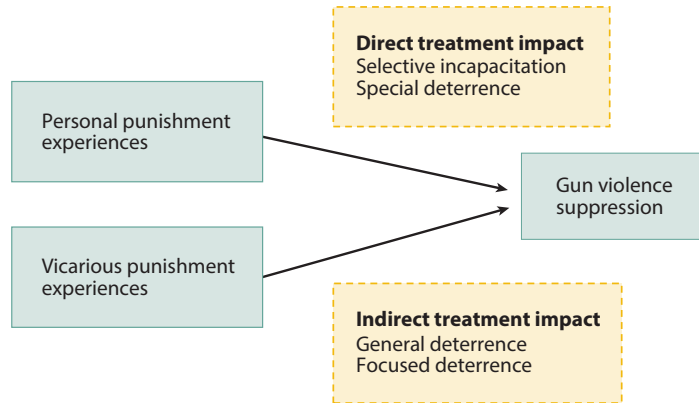 Direct treatment impact
Selective incapacitation
Special deterrence
Personal punishment
experiences
Gun violence
suppression
Vicarious punishment
experiences
Indirect treatment impact
General deterrence
Focused deterrence